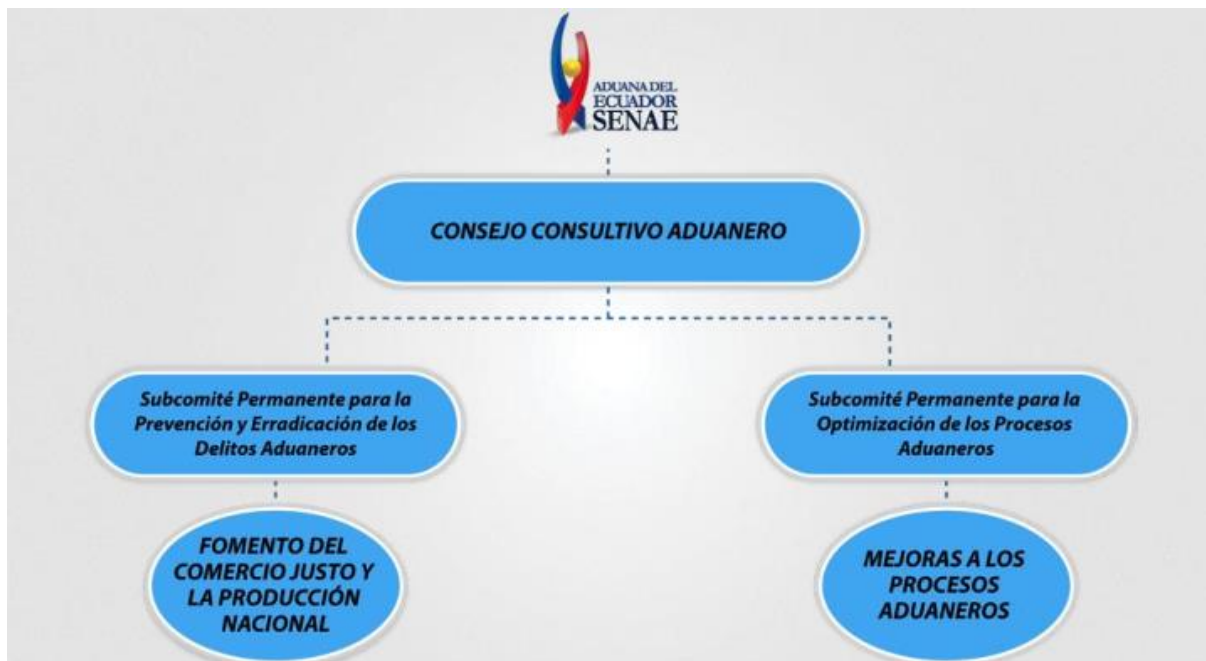 ADUANA DEL
ECUADOR
SENAE
CONSEJO CONSULTIVO ADUANERO
Subcomité Permanente para la
Prevención y Erradicación de los
Delitos Aduaneros
Subcomité Permanente para la
Optimización de los Procesos
Aduaneros
FOMENTO DEL
COMERCIO JUSTO Y
LA PRODUCCIÓN
NACIONAL
MEJORAS A LOS
PROCESOS
ADUANEROS